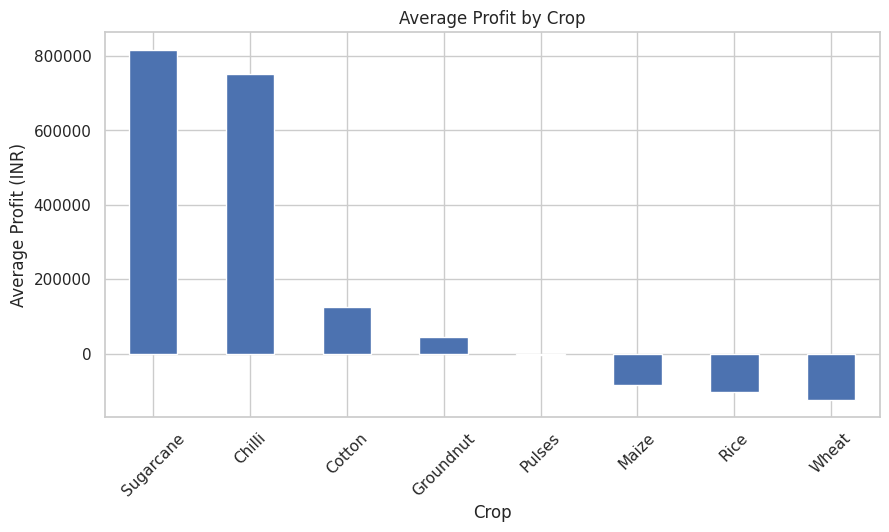 Average Profit by Crop
Average Profit (INR)
800000
600000
400000
200000
0
Sugarcane
Chilli
Cotton
Groundnut
Pulses
Maize
Rice
Wheat
Crop